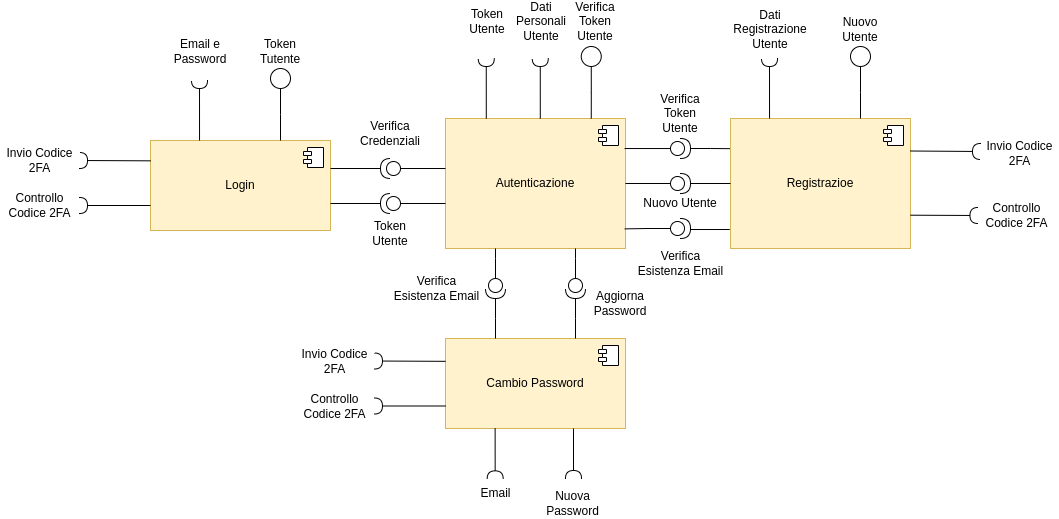 Token
Utente
Dati
Personali
Utente
Verifica
Token
Utente
Dati
Registrazione
Utente
Nuovo
Utente
Email e
Password
Token
Tutente
Verifica
Credenziali
Verifica
Token
Utente
Invio Codice
2FA
Login
Autenticazione
Registrazioe
Invio Codice
2FA
Controllo
Codice 2FA
Token
Utente
Nuovo Utente
Controllo
Codice 2FA
Verifica
Esistenza Email
Verifica
Esistenza Email
Aggiorna
Password
Invio Codice
2FA
Cambio Password
Controllo
Codice 2FA
Email
Nuova
Password